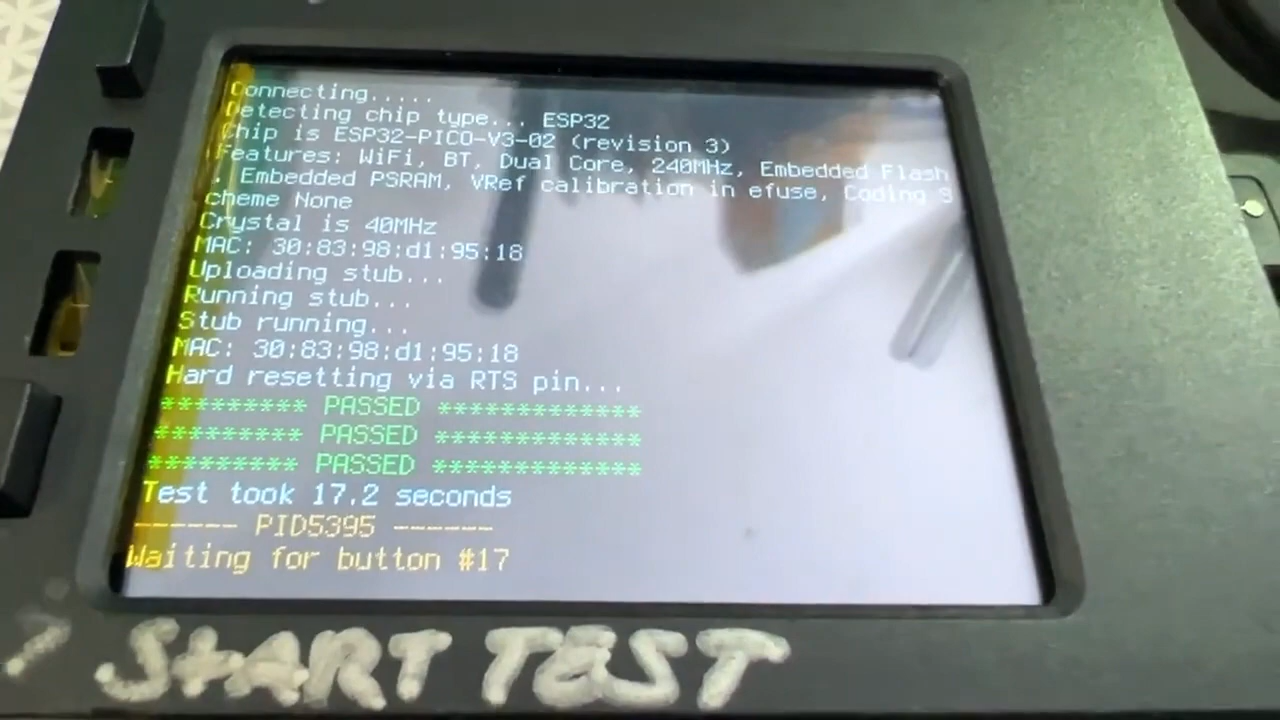 Connecting.....
Detecting chip type... ESP32
Chip is ESP32-PICO-V3-02 (revision 3)
Features: WiFi, BT, Dual Core, 240MHz, Embedded Flash
, Embedded PSRAM, VRef calibration in efuse, Coding S
cheme None
Crystal is 40MHz
MAC: 30:83:98:d1:95:18
Uploading stub...
Running stub...
Stub running...
MAC: 30:83:98:d1:95:18
Hard resetting via RTS pin...
********* PASSED *************
********* PASSED *************
********* PASSED *************
Test took 17.2 seconds
------ PID5395 ------
Waiting for button #17
START TEST